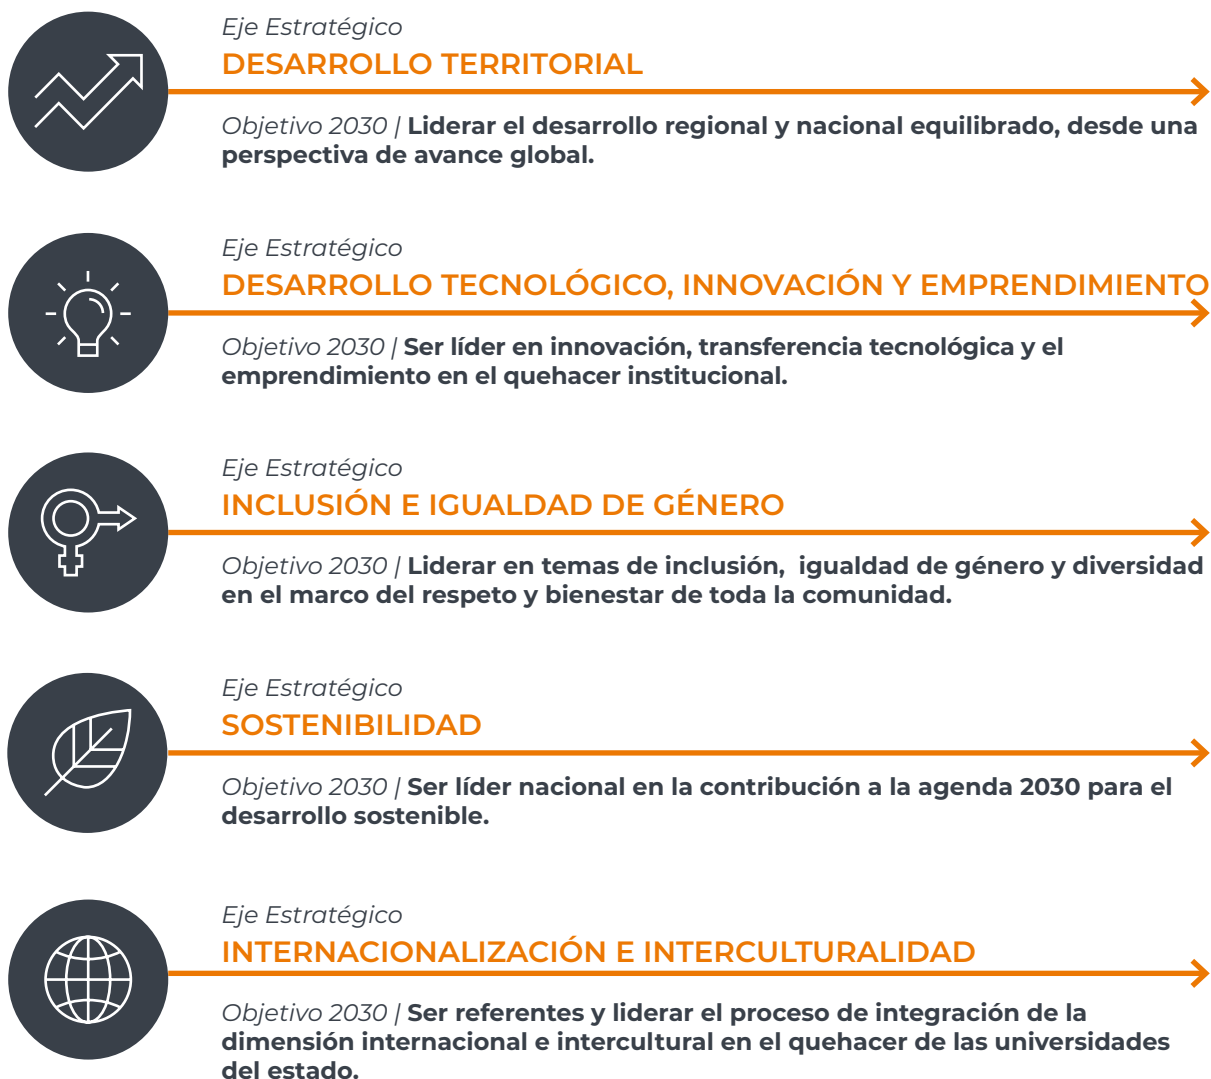 Eje Estratégico
DESARROLLO TERRITORIAL
Objetivo 2030 | Liderar el desarrollo regional y nacional equilibrado, desde una
perspectiva de avance global.
Eje Estratégico
DESARROLLO TECNOLÓGICO, INNOVACIÓN Y EMPRENDIMIENTO
Objetivo 2030 | Ser líder en innovación, transferencia tecnológica y el
emprendimiento en el quehacer institucional.
Eje Estratégico
INCLUSIÓN E IGUALDAD DE GÉNERO
Objetivo 2030 | Liderar en temas de inclusión,  igualdad de género y diversidad
en el marco del respeto y bienestar de toda la comunidad.
Eje Estratégico
SOSTENIBILIDAD
Objetivo 2030 | Ser líder nacional en la contribución a la agenda 2030 para el
desarrollo sostenible.
Eje Estratégico
INTERNACIONALIZACIÓN E INTERCULTURALIDAD
Objetivo 2030 | Ser referentes y liderar el proceso de integración de la
dimensión internacional e intercultural en el quehacer de las universidades
del estado.